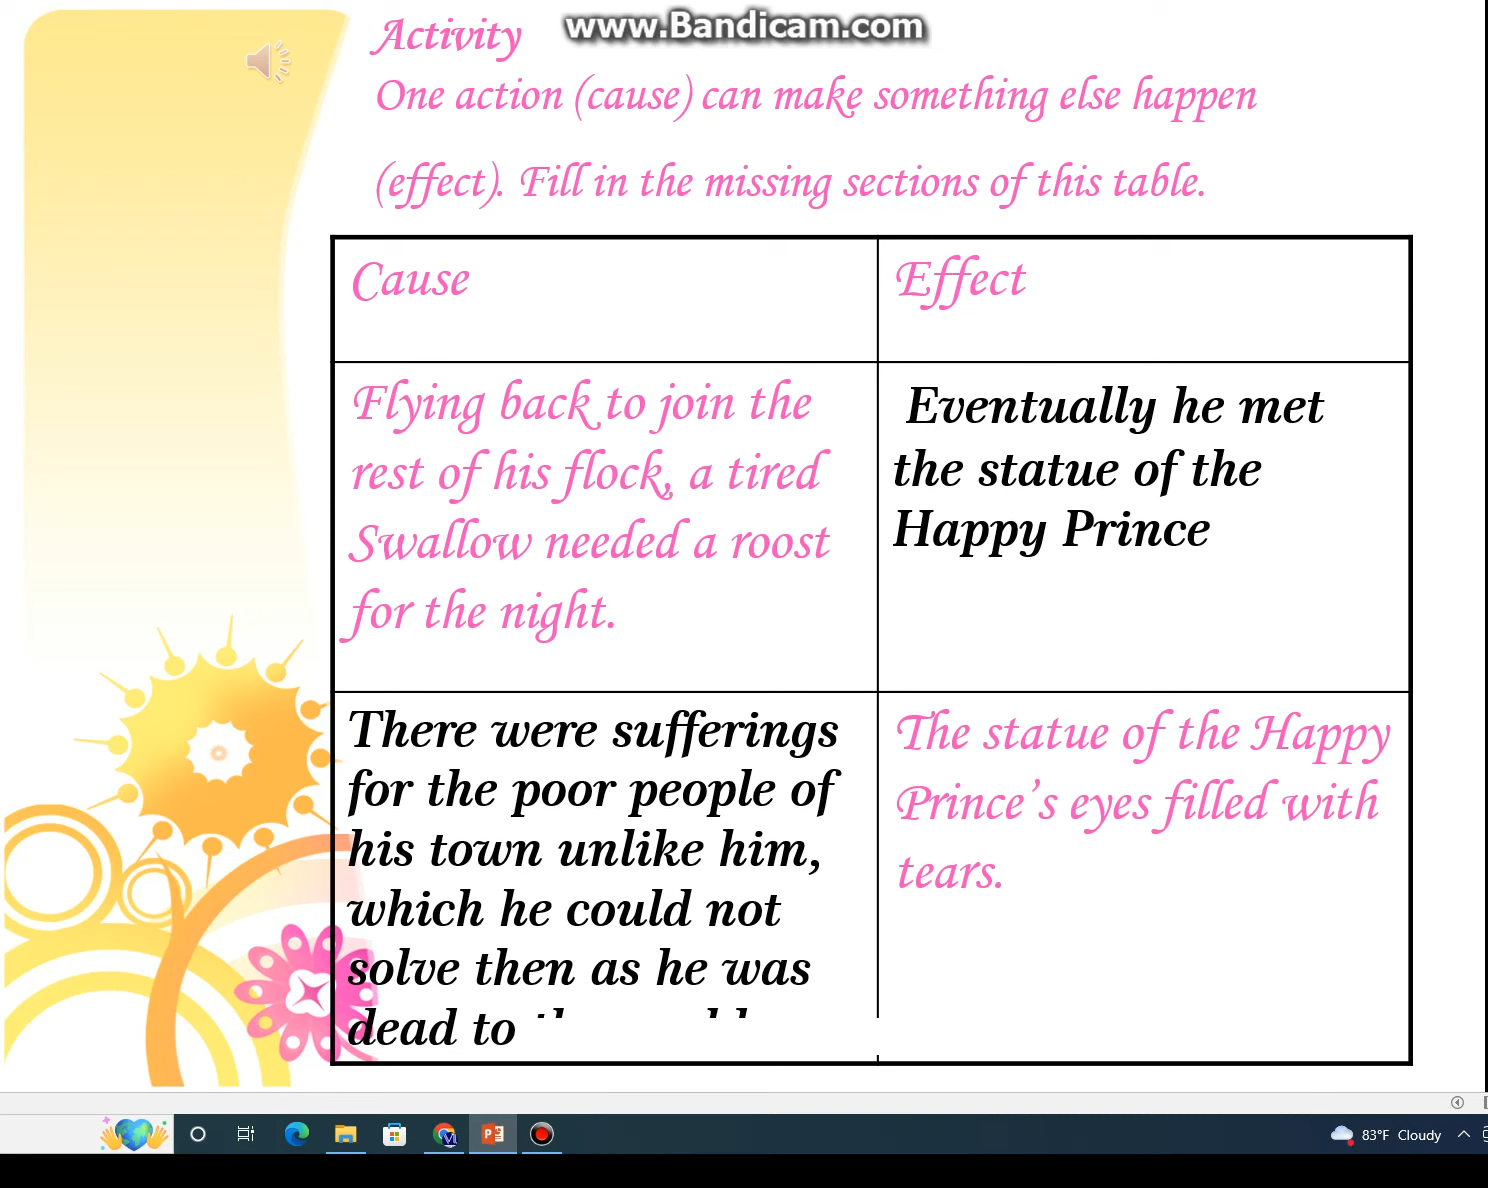 www.Bandicam.com
Activity
One action (cause) can make something else happen
(effect). Fill in the missing sections of this table.
Cause
Effect
Flying back to join the
rest of his flock, a tired
Swallow needed a roost
for the night.
Eventually he met
the statue of the
Happy Prince
There were sufferings
for the poor people of
his town unlike him,
which he could not
solve then as he was
dead to
The statue of the Happy
Prince's eyes filled with
tears.
83°F Cloudy